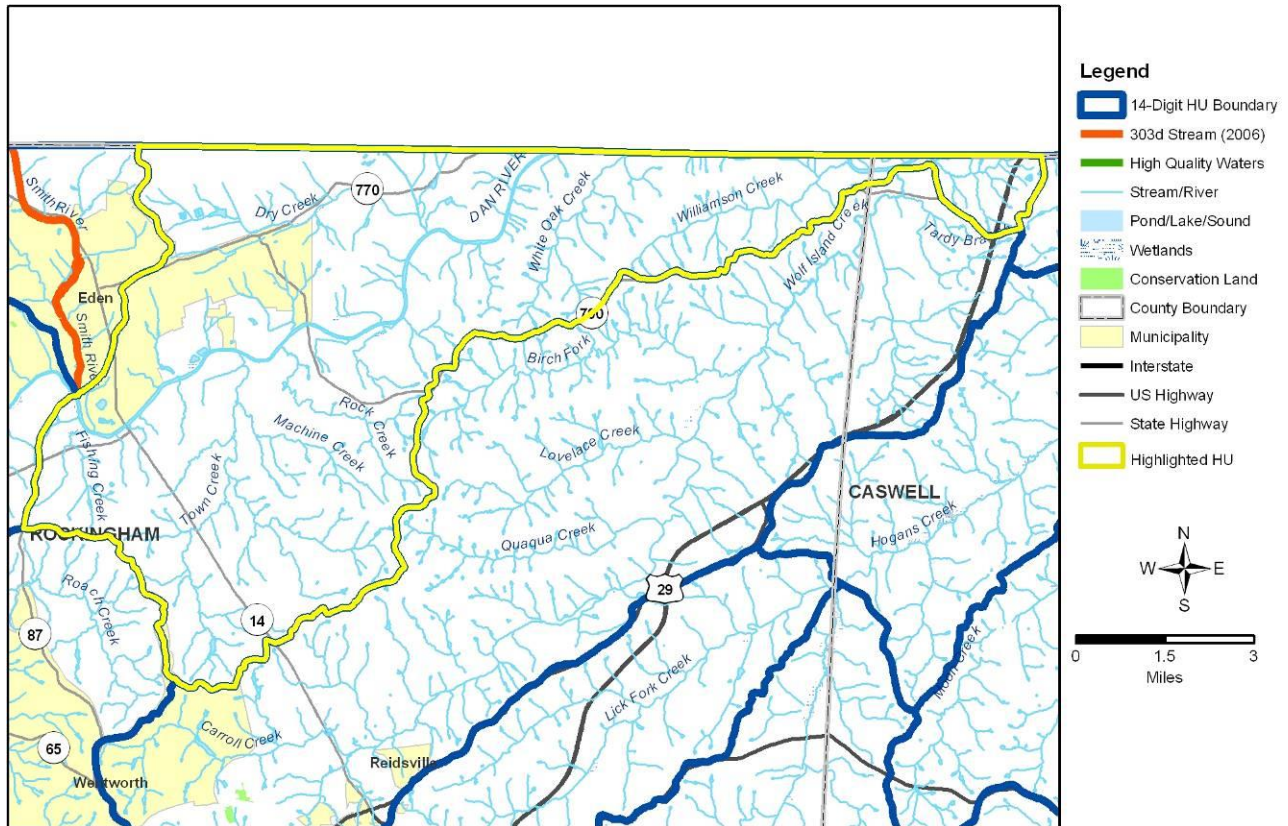 770
Smith River
Dry Creek
DAN RIVER
White Oak Creek
Williamson Creek
Wolf Island Creek
Tardy Bra
Eden
Smith River
700
Birch Fork
Rock Creek
Machine Creek
Lovelace Creek
Fishing Creek
Town Creek
CASWELL
Hogans Creek
ROCKINGHAM
Quaqua Creek
Roach Creek
29
14
87
Moon Creek
Lick Fork Creek
Carroll Creek
65
Reidsville
Wentworth
Legend
14-Digit HU Boundary
303d Stream (2006)
High Quality Waters
Stream/River
Pond/Lake/Sound
Wetlands
Conservation Land
County Boundary
Municipality
Interstate
US Highway
State Highway
Highlighted HU
N
W E
S
0 1.5 3
Miles